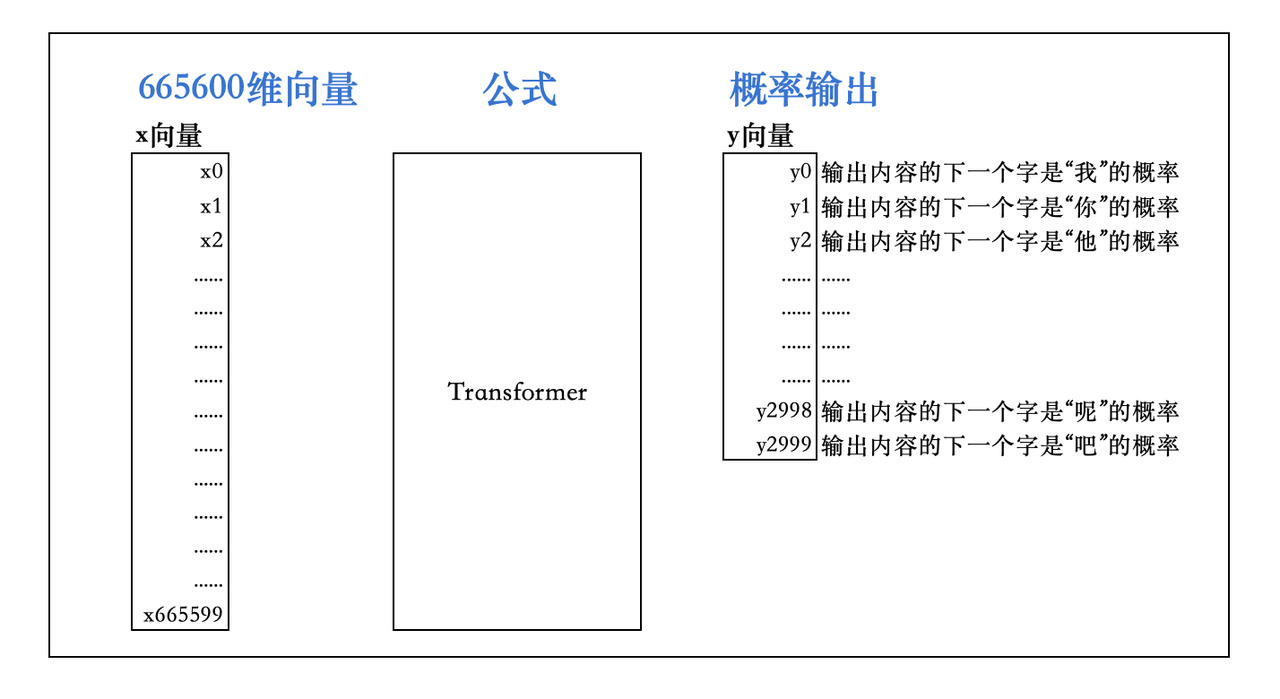 665600维向量
公式
概率输出
x向量
y向量
x0
x1
x2
......
......
......
......
......
......
......
......
......
......
x665599
Transformer
y0 输出内容的下一个字是“我”的概率
y1 输出内容的下一个字是“你”的概率
y2 输出内容的下一个字是“他”的概率
...... ......
...... ......
...... ......
...... ......
y2998 输出内容的下一个字是“呢”的概率
y2999 输出内容的下一个字是“吧”的概率